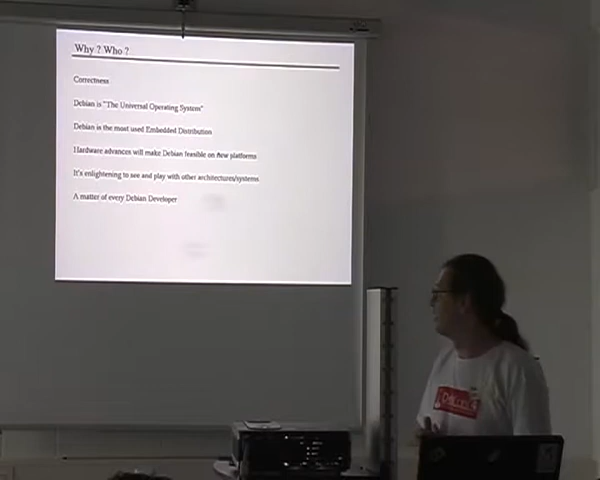 Why ? Who ?
Correctness
Debian is "The Universal Operating System"
Debian is the most used Embedded Distribution
Hardware advances will make Debian feasible on new platforms
It's enlightening to see and play with other architectures/systems
A matter of every Debian Developer